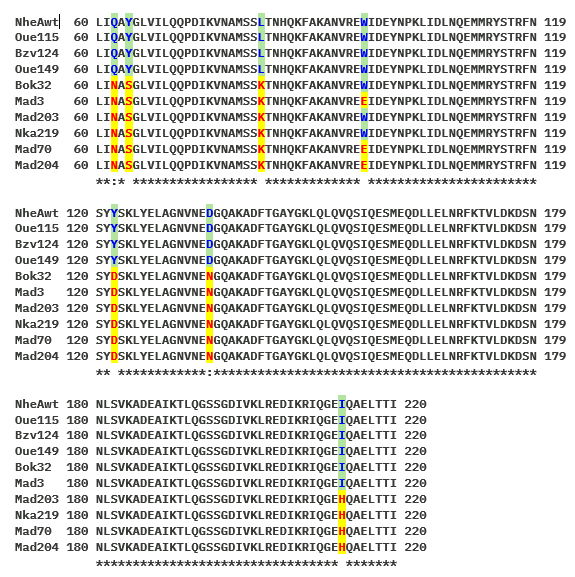 NheAwt 60 LIQAYGLVILQQPDIKVNAMSSLTNHQKFAKANVREWIDEYNPKLIDLNQEMMRYSTRFN 119
Oue115 60 LIQAYGLVILQQPDIKVNAMSSLTNHQKFAKANVREWIDEYNPKLIDLNQEMMRYSTRFN 119
Bzv124 60 LIQAYGLVILQQPDIKVNAMSSLTNHQKFAKANVREWIDEYNPKLIDLNQEMMRYSTRFN 119
Oue149 60 LIQAYGLVILQQPDIKVNAMSSLTNHQKFAKANVREWIDEYNPKLIDLNQEMMRYSTRFN 119
Bok32 60 LINASGLVILQQPDIKVNAMSSKTNHQKFAKANVREWIDEYNPKLIDLNQEMMRYSTRFN 119
Mad3 60 LINASGLVILQQPDIKVNAMSSKTNHQKFAKANVREEIDEYNPKLIDLNQEMMRYSTRFN 119
Mad203 60 LINASGLVILQQPDIKVNAMSSKTNHQKFAKANVREWIDEYNPKLIDLNQEMMRYSTRFN 119
Nka219 60 LINASGLVILQQPDIKVNAMSSKTNHQKFAKANVREWIDEYNPKLIDLNQEMMRYSTRFN 119
Mad70 60 LINASGLVILQQPDIKVNAMSSKTNHQKFAKANVREEIDEYNPKLIDLNQEMMRYSTRFN 119
Mad204 60 LINASGLVILQQPDIKVNAMSSKTNHQKFAKANVREEIDEYNPKLIDLNQEMMRYSTRFN 119
**:* ***************** ************* ***********************
NheAwt 120 SYYSKLYELAGNVNEDGQAKADFTGAYGKLQLQVQSIQESMEQDLLELNRFKTVLDKDSN 179
Oue115 120 SYYSKLYELAGNVNEDGQAKADFTGAYGKLQLQVQSIQESMEQDLLELNRFKTVLDKDSN 179
Bzv124 120 SYYSKLYELAGNVNEDGQAKADFTGAYGKLQLQVQSIQESMEQDLLELNRFKTVLDKDSN 179
Oue149 120 SYYSKLYELAGNVNEDGQAKADFTGAYGKLQLQVQSIQESMEQDLLELNRFKTVLDKDSN 179
Bok32 120 SYDSKLYELAGNVNENGQAKADFTGAYGKLQLQVQSIQESMEQDLLELNRFKTVLDKDSN 179
Mad3 120 SYDSKLYELAGNVNENGQAKADFTGAYGKLQLQVQSIQESMEQDLLELNRFKTVLDKDSN 179
Mad203 120 SYDSKLYELAGNVNENGQAKADFTGAYGKLQLQVQSIQESMEQDLLELNRFKTVLDKDSN 179
Nka219 120 SYDSKLYELAGNVNENGQAKADFTGAYGKLQLQVQSIQESMEQDLLELNRFKTVLDKDSN 179
Mad70 120 SYDSKLYELAGNVNENGQAKADFTGAYGKLQLQVQSIQESMEQDLLELNRFKTVLDKDSN 179
Mad204 120 SYDSKLYELAGNVNENGQAKADFTGAYGKLQLQVQSIQESMEQDLLELNRFKTVLDKDSN 179
** ************:********************************************
NheAwt 180 NLSVKADEAIKTLQGSSGDIVKLREDIKRIQGEIQAELTTI 220
Oue115 180 NLSVKADEAIKTLQGSSGDIVKLREDIKRIQGEIQAELTTI 220
Bzv124 180 NLSVKADEAIKTLQGSSGDIVKLREDIKRIQGEIQAELTTI 220
Oue149 180 NLSVKADEAIKTLQGSSGDIVKLREDIKRIQGEIQAELTTI 220
Bok32 180 NLSVKADEAIKTLQGSSGDIVKLREDIKRIQGEIQAELTTI 220
Mad3 180 NLSVKADEAIKTLQGSSGDIVKLREDIKRIQGEIQAELTTI 220
Mad203 180 NLSVKADEAIKTLQGSSGDIVKLREDIKRIQGEHQAELTTI 220
Nka219 180 NLSVKADEAIKTLQGSSGDIVKLREDIKRIQGEHQAELTTI 220
Mad70 180 NLSVKADEAIKTLQGSSGDIVKLREDIKRIQGEHQAELTTI 220
Mad204 180 NLSVKADEAIKTLQGSSGDIVKLREDIKRIQGEHQAELTTI 220
********************************* *******